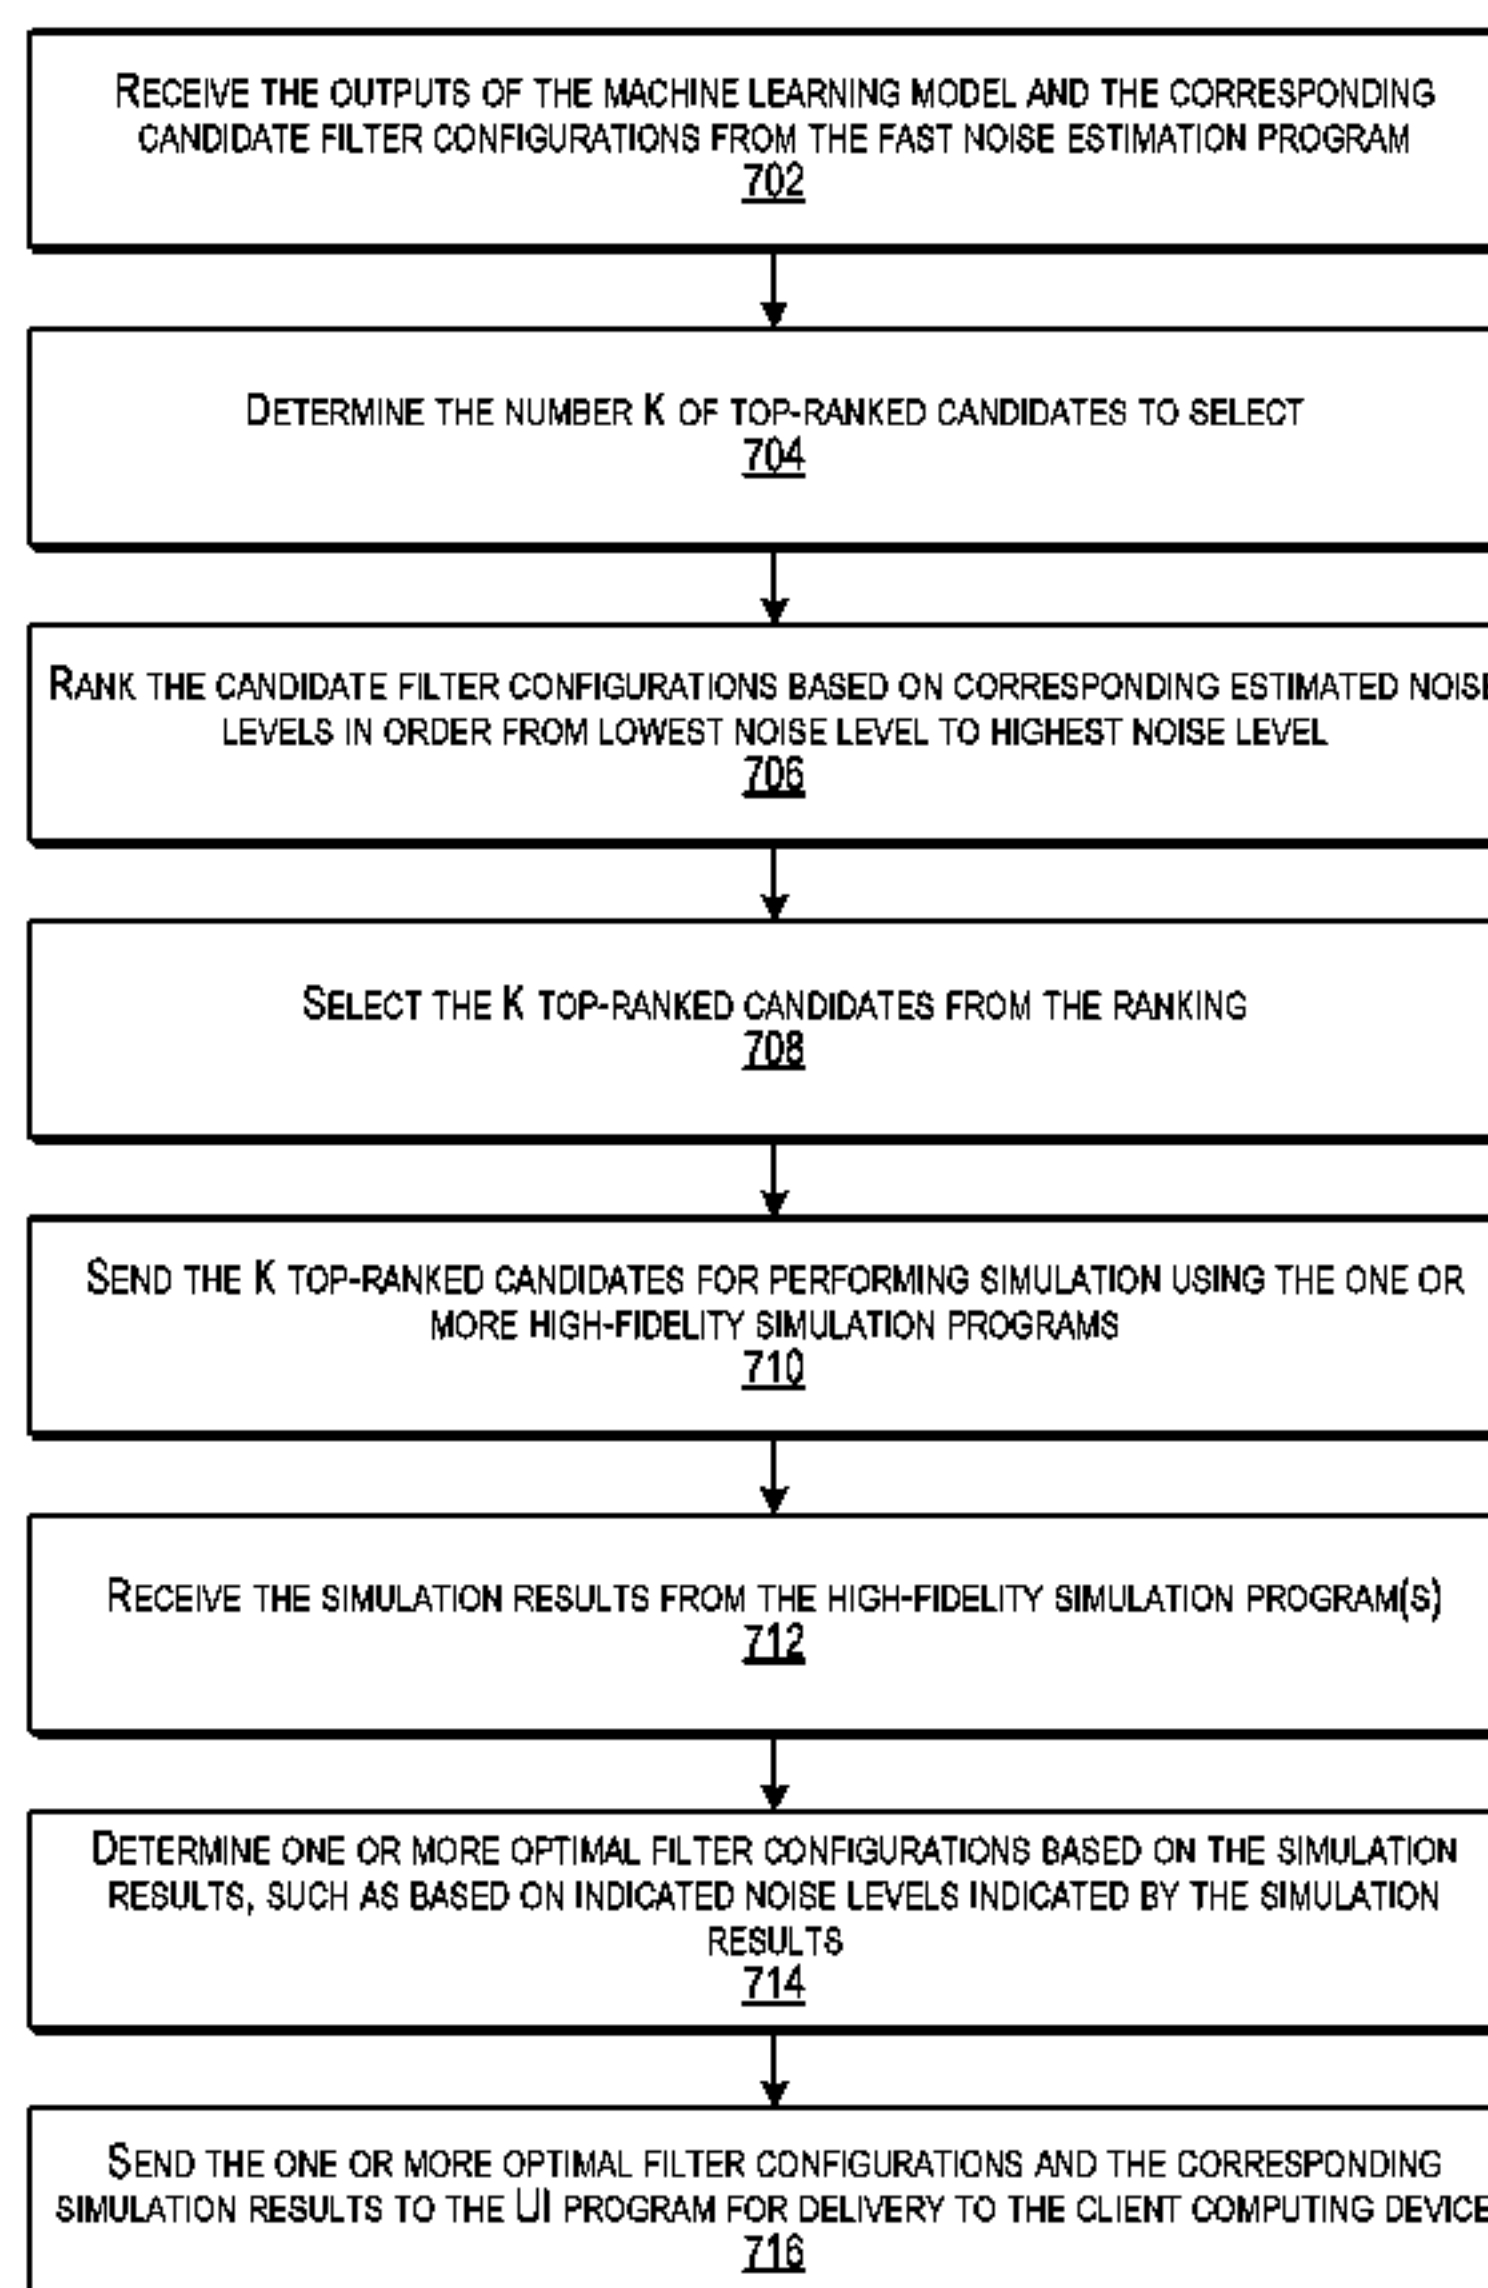 RECEIVE THE OUTPUTS OF THE MACHINE LEARNING MODEL AND THE CORRESPONDING
CANDIDATE FILTER CONFIGURATIONS FROM THE FAST NOISE ESTIMATION PROGRAM
702
DETERMINE THE NUMBER K OF TOP-RANKED CANDIDATES TO SELECT
704
RANK THE CANDIDATE FILTER CONFIGURATIONS BASED ON CORRESPONDING ESTIMATED NOISE
LEVELS IN ORDER FROM LOWEST NOISE LEVEL TO HIGHEST NOISE LEVEL
706
SELECT THE K TOP-RANKED CANDIDATES FROM THE RANKING
708
SEND THE K TOP-RANKED CANDIDATES FOR PERFORMING SIMULATION USING THE ONE OR
MORE HIGH-FIDELITY SIMULATION PROGRAMS
710
RECEIVE THE SIMULATION RESULTS FROM THE HIGH-FIDELITY SIMULATION PROGRAM(S)
712
DETERMINE ONE OR MORE OPTIMAL FILTER CONFIGURATIONS BASED ON THE SIMULATION
RESULTS, SUCH AS BASED ON INDICATED NOISE LEVELS INDICATED BY THE SIMULATION
RESULTS
714
SEND THE ONE OR MORE OPTIMAL FILTER CONFIGURATIONS AND THE CORRESPONDING
SIMULATION RESULTS TO THE UI PROGRAM FOR DELIVERY TO THE CLIENT COMPUTING DEVICE
716